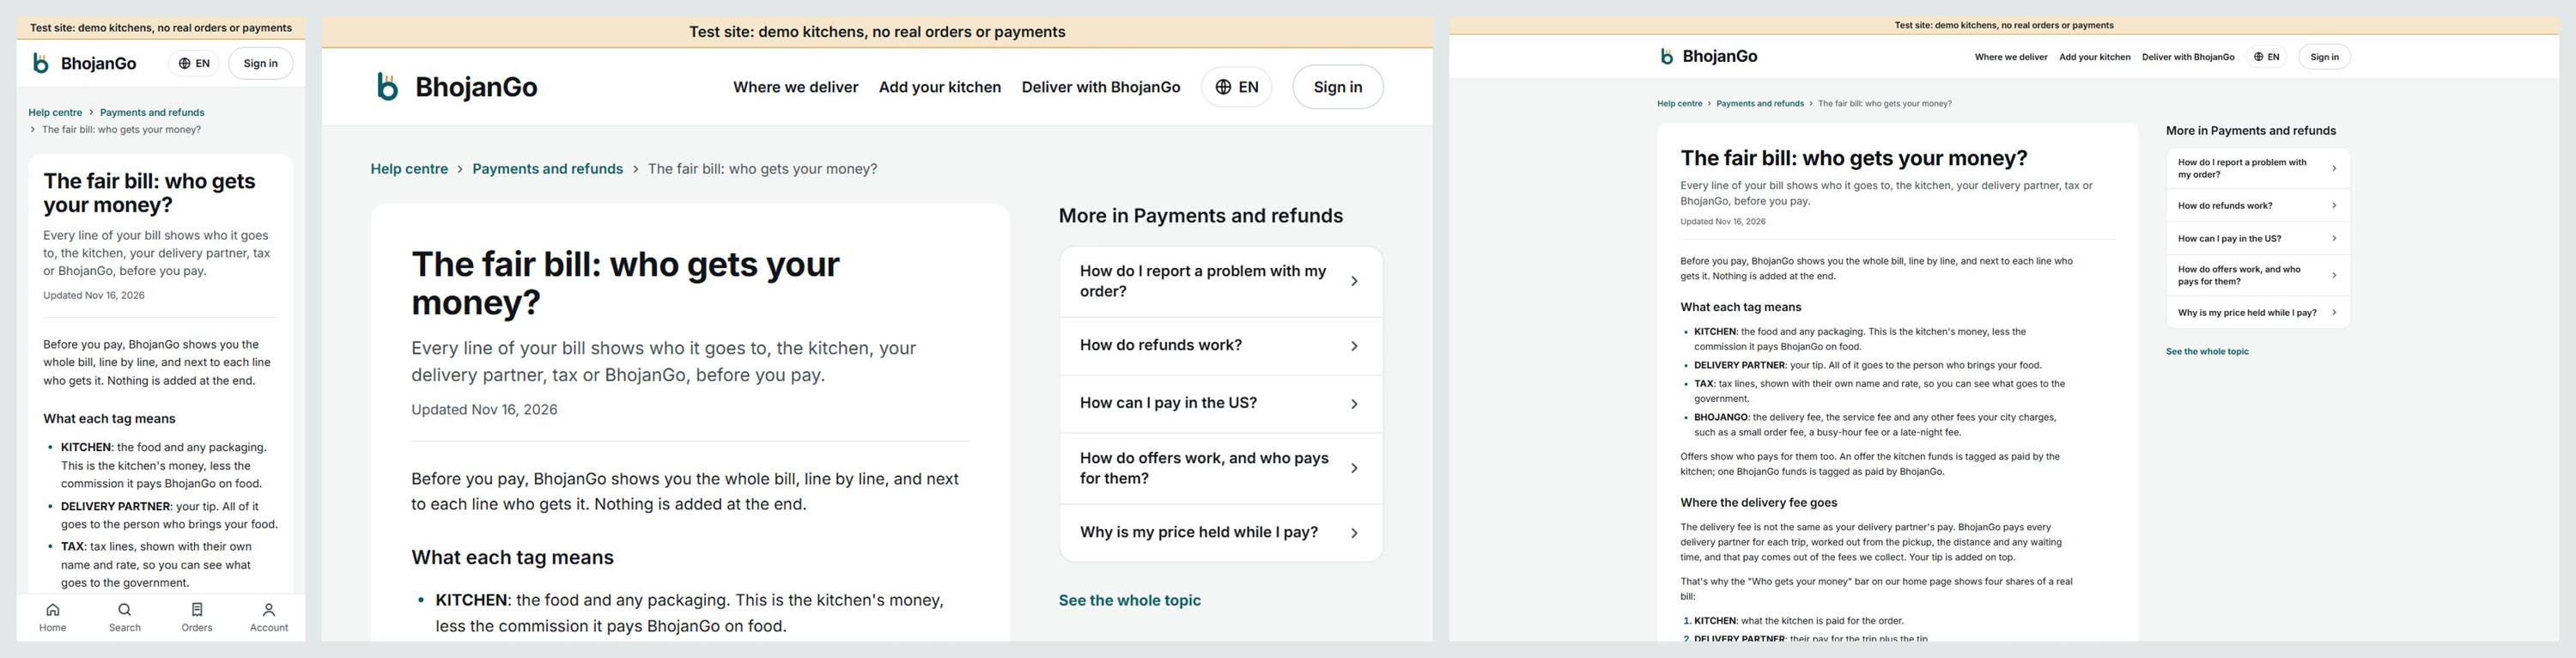 Test site: demo kitchens, no real orders or payments
BhojanGo
EN
Sign in
Help centre > Payments and refunds
> The fair bill: who gets your money?
The fair bill: who gets
your money?
Every line of your bill shows who it goes
to, the kitchen, your delivery partner, tax
or BhojanGo, before you pay.
Updated Nov 16, 2026
Before you pay, BhojanGo shows you the
whole bill, line by line, and next to each line
who gets it. Nothing is added at the end.
What each tag means
• KITCHEN: the food and any packaging.
This is the kitchen's money, less the
commission it pays BhojanGo on food.
• DELIVERY PARTNER: your tip. All of it
goes to the person who brings your food.
• TAX: tax lines, shown with their own
name and rate, so you can see what
goes to the government.
Home Search Orders Account
Test site: demo kitchens, no real orders or payments
BhojanGo
Where we deliver Add your kitchen Deliver with BhojanGo EN Sign in
Help centre > Payments and refunds > The fair bill: who gets your money?
The fair bill: who gets your
money?
Every line of your bill shows who it goes to, the kitchen, your
delivery partner, tax or BhojanGo, before you pay.
Updated Nov 16, 2026
Before you pay, BhojanGo shows you the whole bill, line by line, and next
to each line who gets it. Nothing is added at the end.
What each tag means
• KITCHEN: the food and any packaging. This is the kitchen's money,
less the commission it pays BhojanGo on food.
More in Payments and refunds
How do I report a problem with my
order?
How do refunds work?
How can I pay in the US?
How do offers work, and who pays
for them?
Why is my price held while I pay?
See the whole topic
Test site: demo kitchens, no real orders or payments
BhojanGo
Where we deliver Add your kitchen Deliver with BhojanGo EN Sign in
Help centre > Payments and refunds > The fair bill: who gets your money?
The fair bill: who gets your money?
Every line of your bill shows who it goes to, the kitchen, your delivery partner, tax or
BhojanGo, before you pay.
Updated Nov 16, 2026
Before you pay, BhojanGo shows you the whole bill, line by line, and next to each line who
gets it. Nothing is added at the end.
What each tag means
• KITCHEN: the food and any packaging. This is the kitchen's money, less the
commission it pays BhojanGo on food.
• DELIVERY PARTNER: your tip. All of it goes to the person who brings your food.
• TAX: tax lines, shown with their own name and rate, so you can see what goes to the
government.
• BHOJANGO: the delivery fee, the service fee and any other fees your city charges,
such as a small order fee, a busy-hour fee or a late-night fee.
Offers show who pays for them too. An offer the kitchen funds is tagged as paid by the
kitchen; one BhojanGo funds is tagged as paid by BhojanGo.
Where the delivery fee goes
The delivery fee is not the same as your delivery partner's pay. BhojanGo pays every
delivery partner for each trip, worked out from the pickup, the distance and any waiting
time, and that pay comes out of the fees we collect. Your tip is added on top.
That's why the "Who gets your money" bar on our home page shows four shares of a real
bill:
1. KITCHEN: what the kitchen is paid for the order.
2. DELIVERY PARTNER: their pay for the trip plus the tip
More in Payments and refunds
How do I report a problem with
my order?
How do refunds work?
How can I pay in the US?
How do offers work, and who
pays for them?
Why is my price held while I pay?
See the whole topic